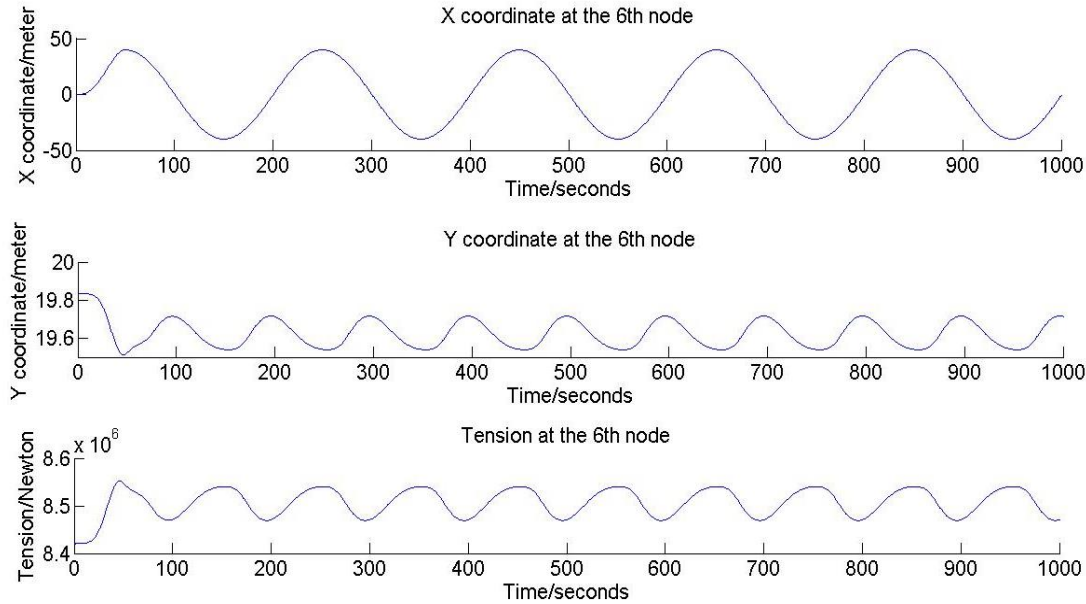 X coordinate at the 6th node
X coordinate/meter
50
0
-50
0 100 200 300 400 500 600 700 800 900 1000
Time/seconds
Y coordinate at the 6th node
Y coordinate/meter
20
19.8
19.6
0 100 200 300 400 500 600 700 800 900 1000
Time/seconds
Tension at the 6th node
Tension/Newton
x 10^6
8.6
8.5
8.4
0 100 200 300 400 500 600 700 800 900 1000
Time/seconds